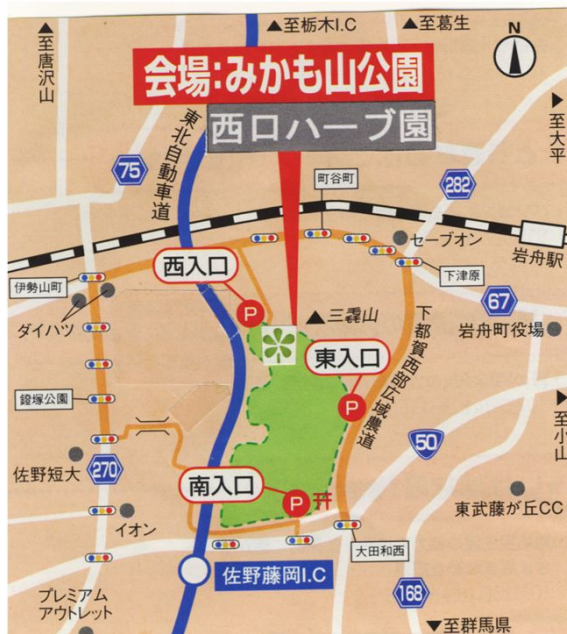 ▲至栃木I.C
▲至葛生
N
▲至唐沢山
会場:みかも山公園
西口ハーブ園
▶至大平
75
東北自動車道
町谷町
282
セーブオン
岩舟駅
西入口
伊勢山町
下津原
P
ダイハツ
▲三毳山
67
岩舟町役場
東入口
下都賀西部広域農道
P
鐙塚公園
▶至小山
50
佐野短大
270
南入口
P
東武藤が丘CC
イオン
大田和西
佐野藤岡I.C
プレミアム
アウトレット
168
▼至群馬県